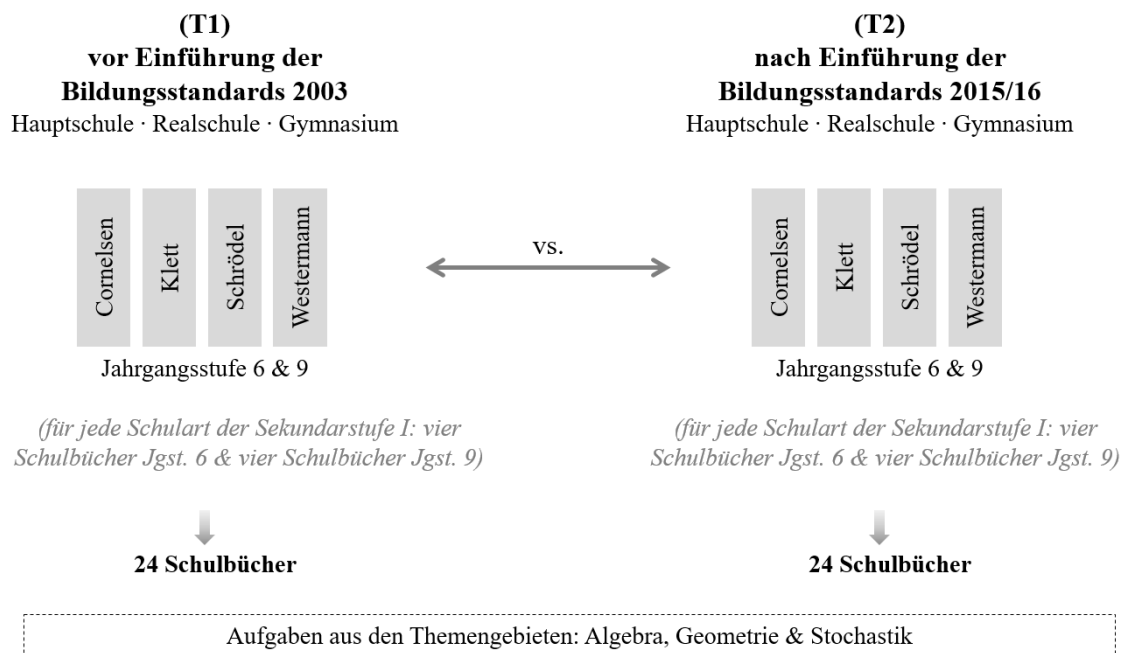 (T1)
vor Einführung der
Bildungsstandards 2003
Hauptschule · Realschule · Gymnasium
Cornelsen
Klett
Schrödel
Westermann
Jahrgangsstufe 6 & 9
(für jede Schulart der Sekundarstufe I: vier
Schulbücher Jgst. 6 & vier Schulbücher Jgst. 9)
24 Schulbücher
vs.
(T2)
nach Einführung der
Bildungsstandards 2015/16
Hauptschule · Realschule · Gymnasium
Cornelsen
Klett
Schrödel
Westermann
Jahrgangsstufe 6 & 9
(für jede Schulart der Sekundarstufe I: vier
Schulbücher Jgst. 6 & vier Schulbücher Jgst. 9)
24 Schulbücher
Aufgaben aus den Themengebieten: Algebra, Geometrie & Stochastik